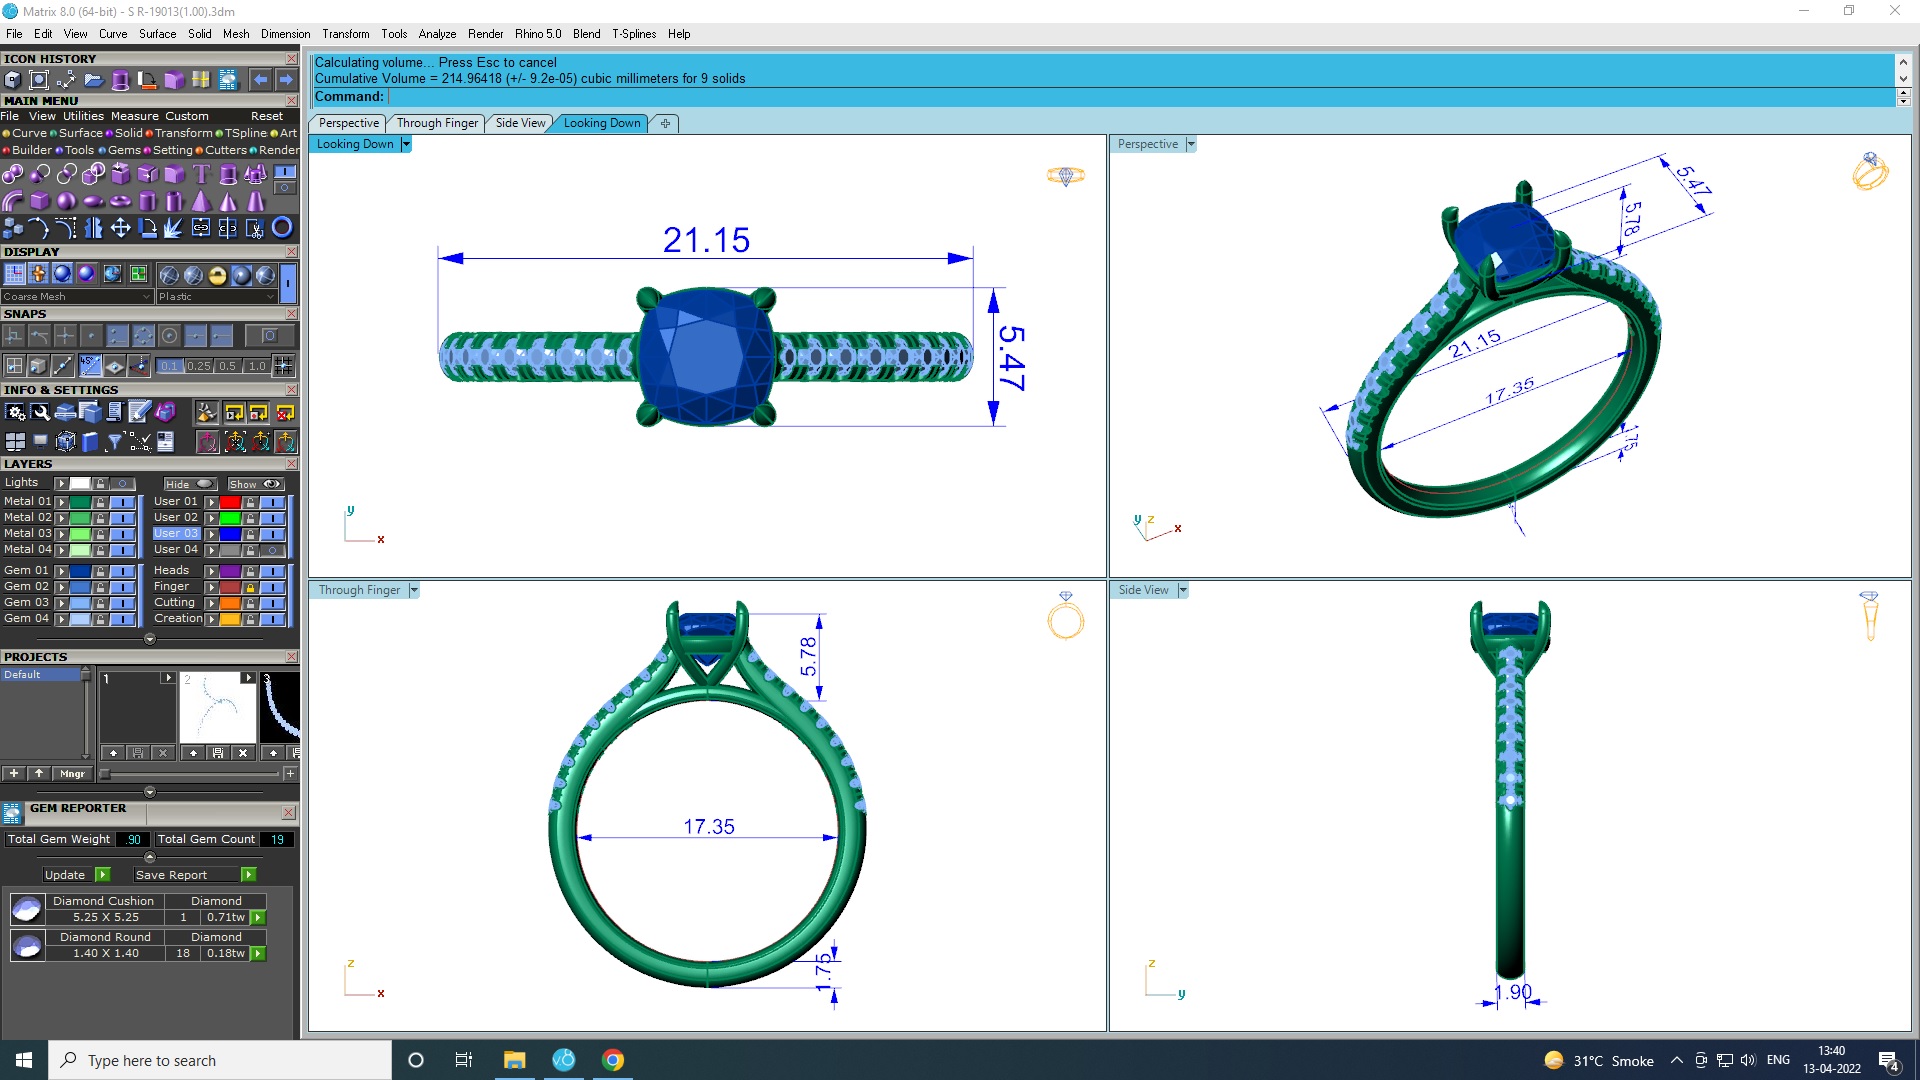 Matrix 8.0 (64-bit) - S R-19013(1.00).3dm
File Edit View Curve Surface Solid Mesh Dimension Transform Tools Analyze Render Rhino 5.0 Blend T-Splines Help
ICON HISTORY
MAIN MENU
File View Utilities Measure Custom Reset
Curve Surface Solid Transform TSpline Art
Builder Tools Gems Setting Cutters Render
DISPLAY
Coarse Mesh Plastic
SNAPS
45°
0.1 0.25 0.5 1.0
INFO & SETTINGS
LAYERS
Lights Hide Show
Metal 01 User 01
Metal 02 User 02
Metal 03 User 03
Metal 04 User 04
Gem 01 Heads
Gem 02 Finger
Gem 03 Cutting
Gem 04 Creation
PROJECTS
Default
1 2 3
Mngr
GEM REPORTER
Total Gem Weight .90 Total Gem Count 19
Update Save Report
Diamond Cushion Diamond
5.25 X 5.25 1 0.71tw
Diamond Round Diamond
1.40 X 1.40 18 0.18tw
Calculating volume... Press Esc to cancel
Cumulative Volume = 214.96418 (+/- 9.2e-05) cubic millimeters for 9 solids
Command:
Perspective Through Finger Side View Looking Down
Looking Down
21.15
5.47
y
x
Perspective
5.47
5.78
21.15
17.35
1.75
y z x
Through Finger
5.78
17.35
1.75
z
x
Side View
1.90
z
y
Type here to search
31°C Smoke
ENG
13:40
13-04-2022
4